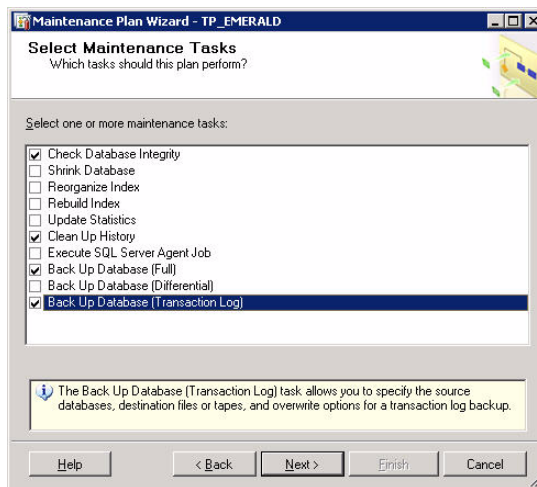 Maintenance Plan Wizard - TP_EMERALD
Select Maintenance Tasks
Which tasks should this plan perform?
Select one or more maintenance tasks:
Check Database Integrity
Shrink Database
Reorganize Index
Rebuild Index
Update Statistics
Clean Up History
Execute SQL Server Agent Job
Back Up Database (Full)
Back Up Database (Differential)
Back Up Database (Transaction Log)
The Back Up Database (Transaction Log) task allows you to specify the source
databases, destination files or tapes, and overwrite options for a transaction log backup.
Help < Back Next > Finish Cancel